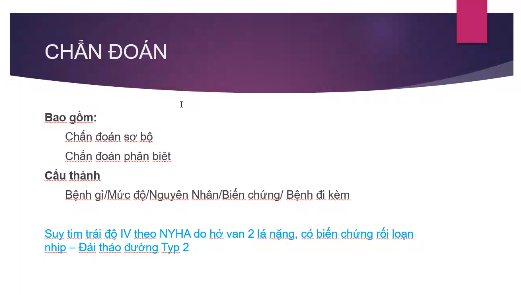 CHẨN ĐOÁN
Bao gồm:
Chẩn đoán sơ bộ
Chẩn đoán phân biệt
Cấu thành
Bệnh gì/Mức độ/Nguyên Nhân/Biến chứng/ Bệnh đi kèm
Suy tim trái độ IV theo NYHA do hở van 2 lá nặng, có biến chứng rối loạn
nhịp – Đái tháo đường Typ 2